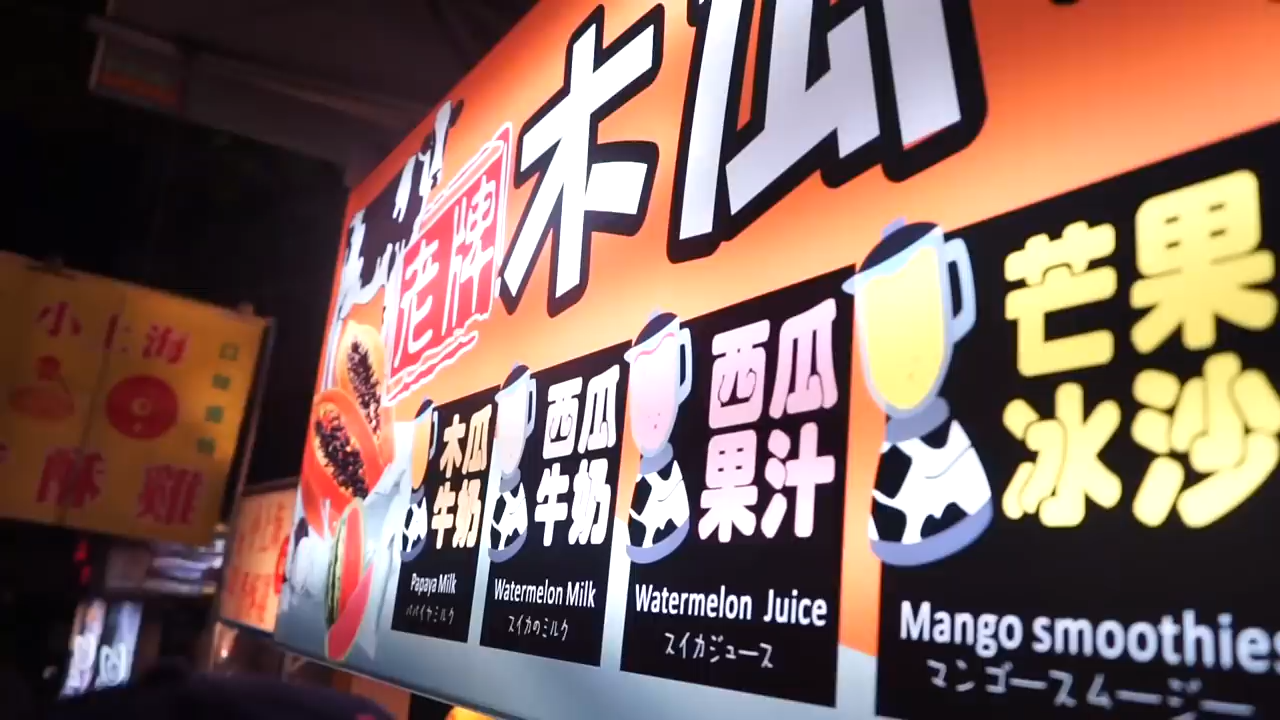 木瓜
老牌
木瓜
牛奶
Papaya Milk
パパイヤミルク
西瓜
牛奶
Watermelon Milk
スイカのミルク
西瓜
果汁
Watermelon Juice
スイカジュース
芒果
冰沙
Mango smoothies
マンゴースムージー
小上海
酥雞